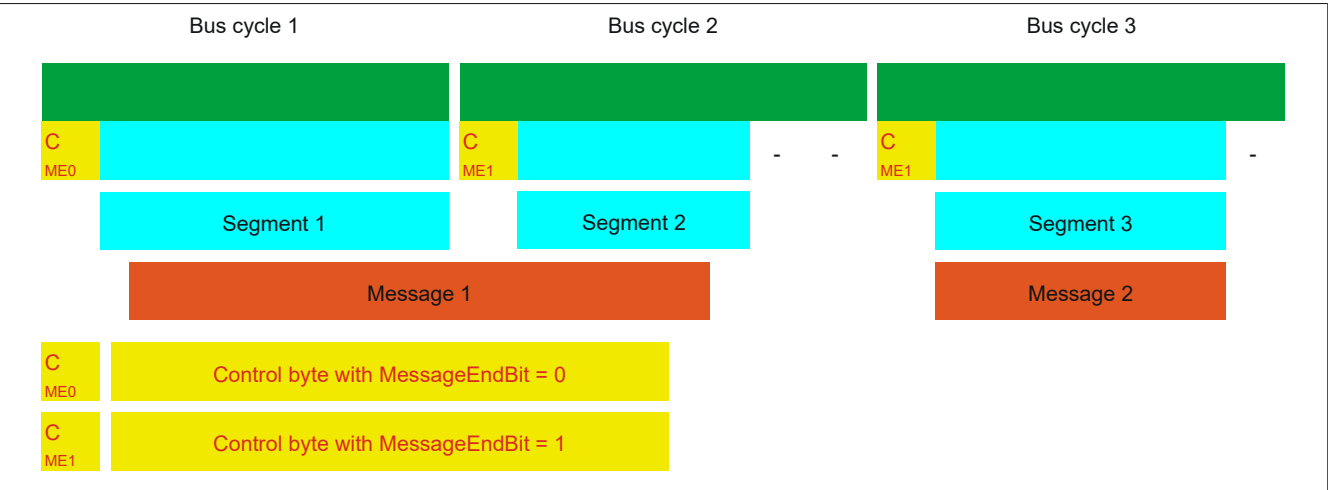 Bus cycle 1
Bus cycle 2
Bus cycle 3
C
ME0
C
ME1
-
-
C
ME1
-
Segment 1
Segment 2
Segment 3
Message 1
Message 2
C
ME0
Control byte with MessageEndBit = 0
C
ME1
Control byte with MessageEndBit = 1